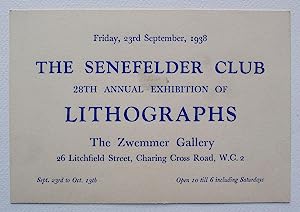 Friday, 23rd September, 1938
THE SENEFELDER CLUB
28TH ANNUAL EXHIBITION OF
LITHOGRAPHS
The Zwemmer Gallery
26 Litchfield Street, Charing Cross Road, W.C. 2
Sept. 23rd to Oct. 19th Open 10 till 6 including Saturdays